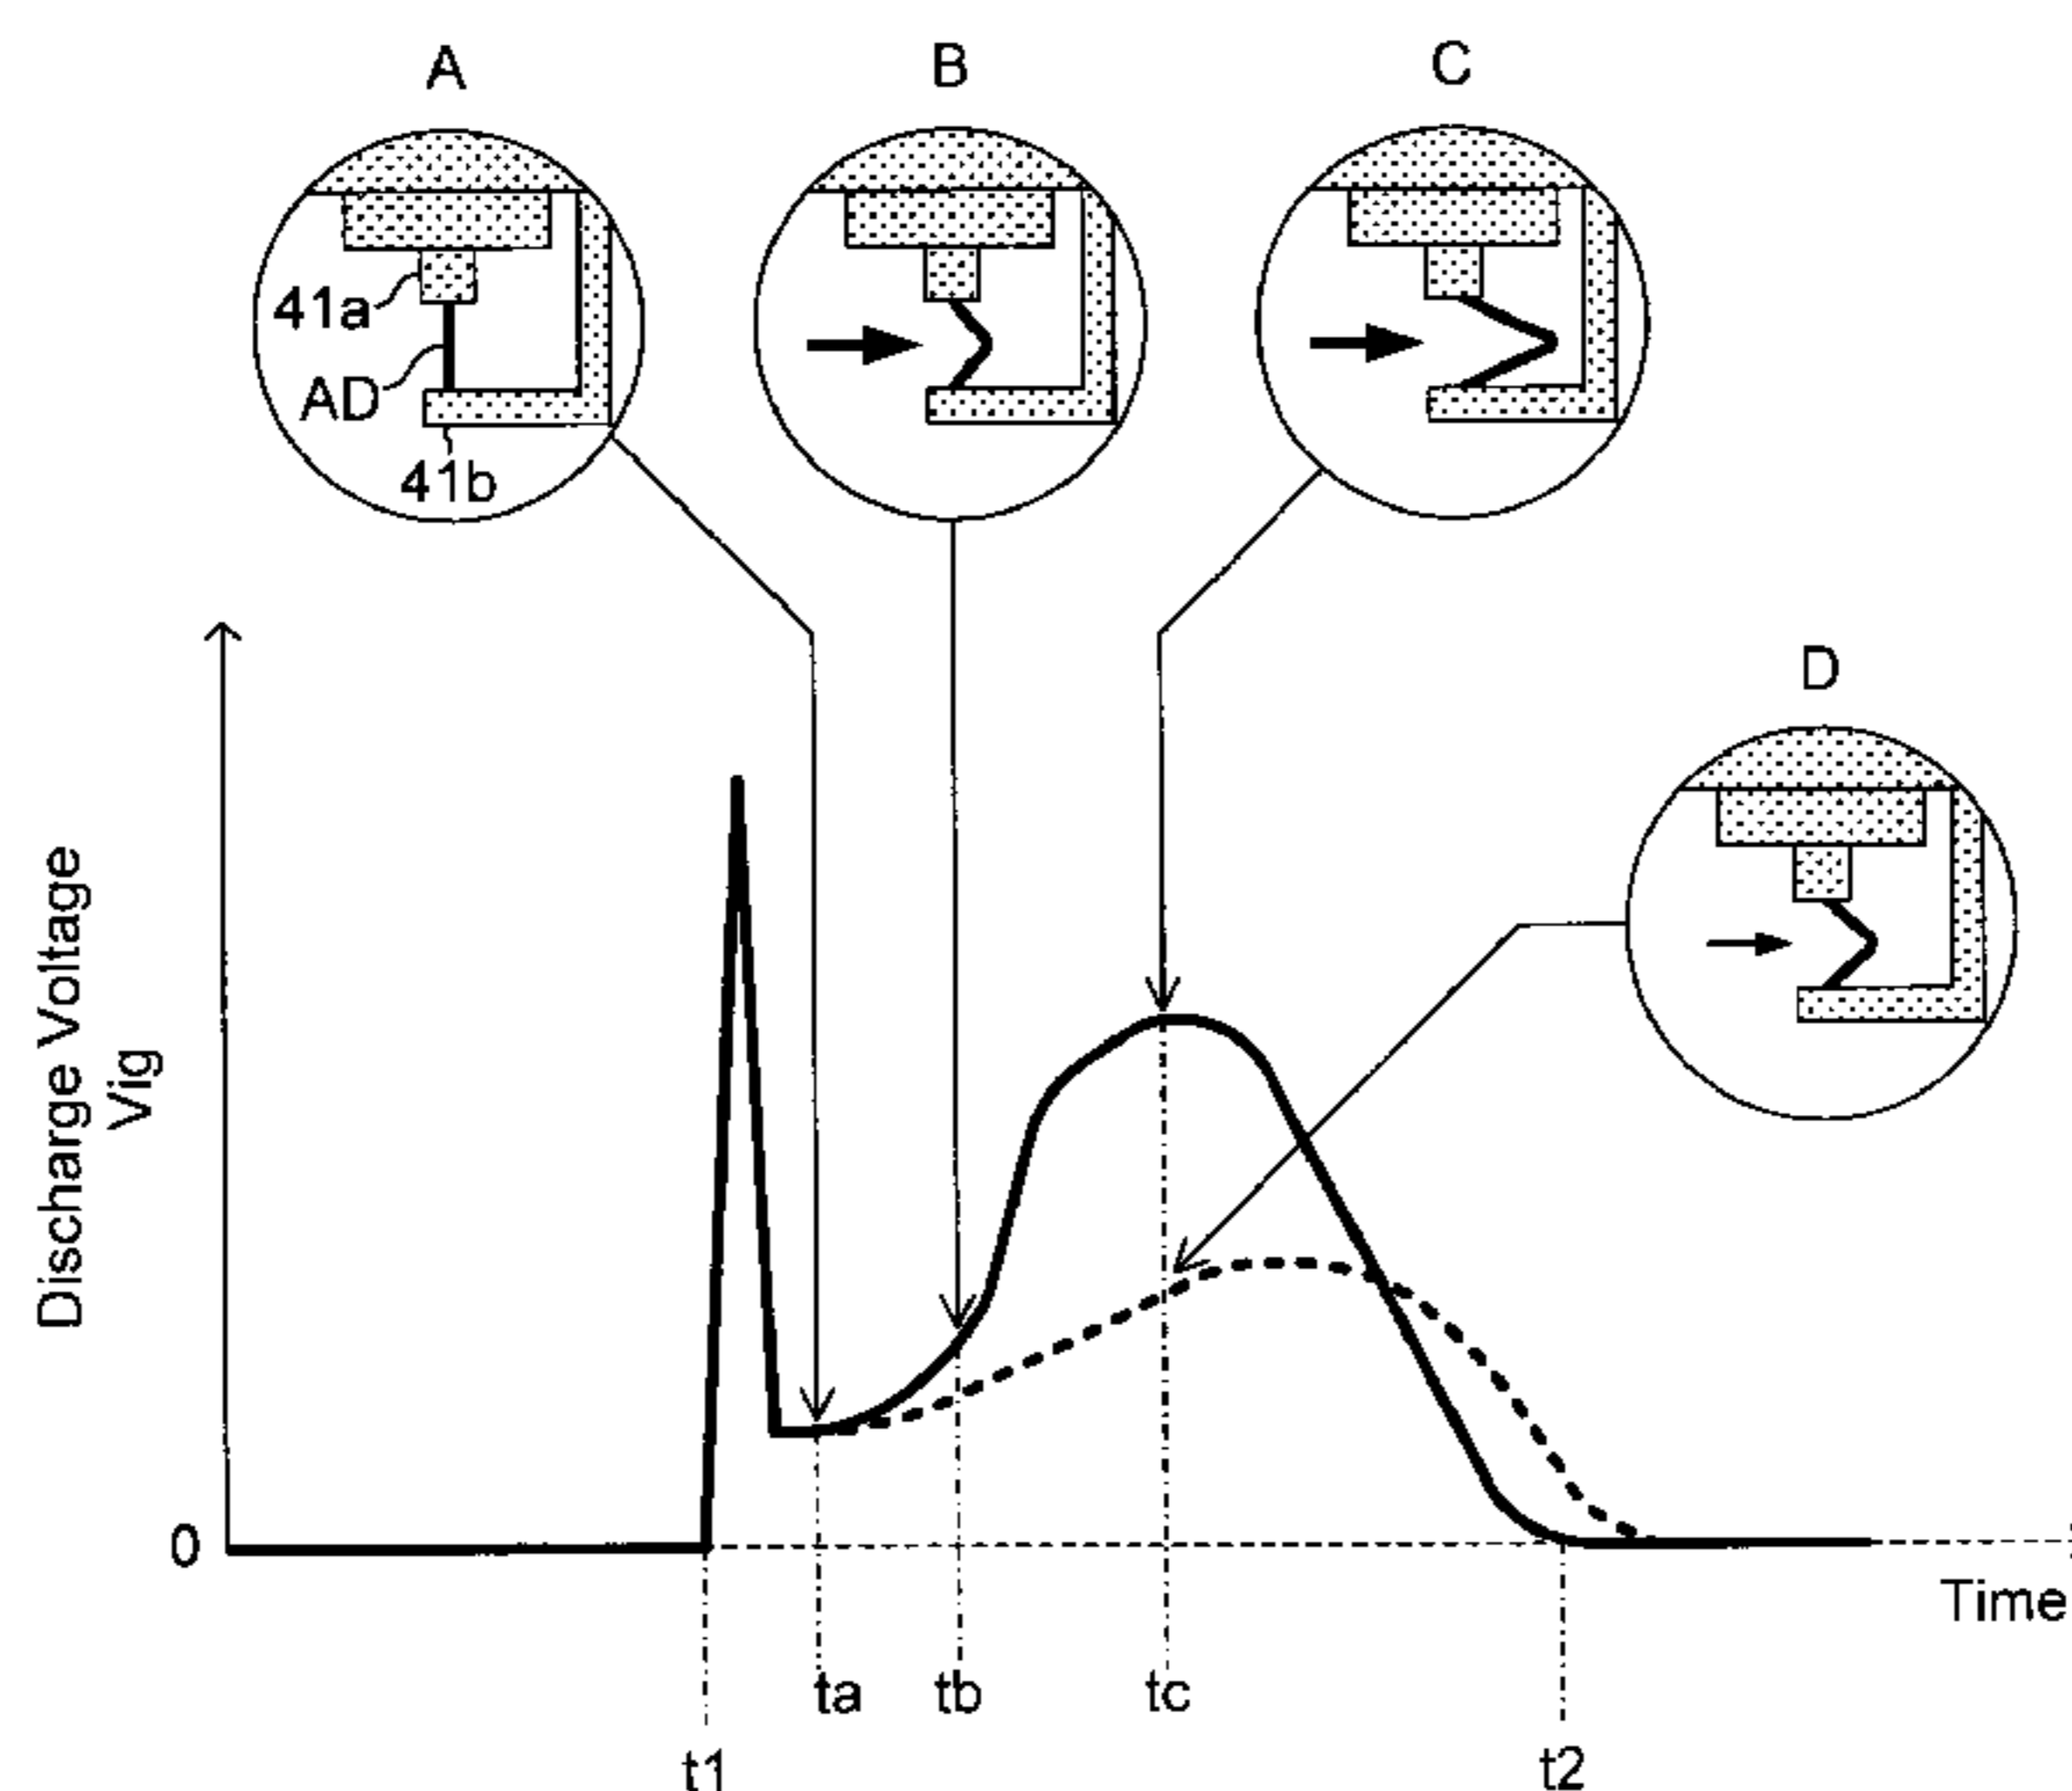 A
B
C
41a
AD
41b
D
Discharge Voltage
Vig
0
Time
ta
tb
tc
t1
t2